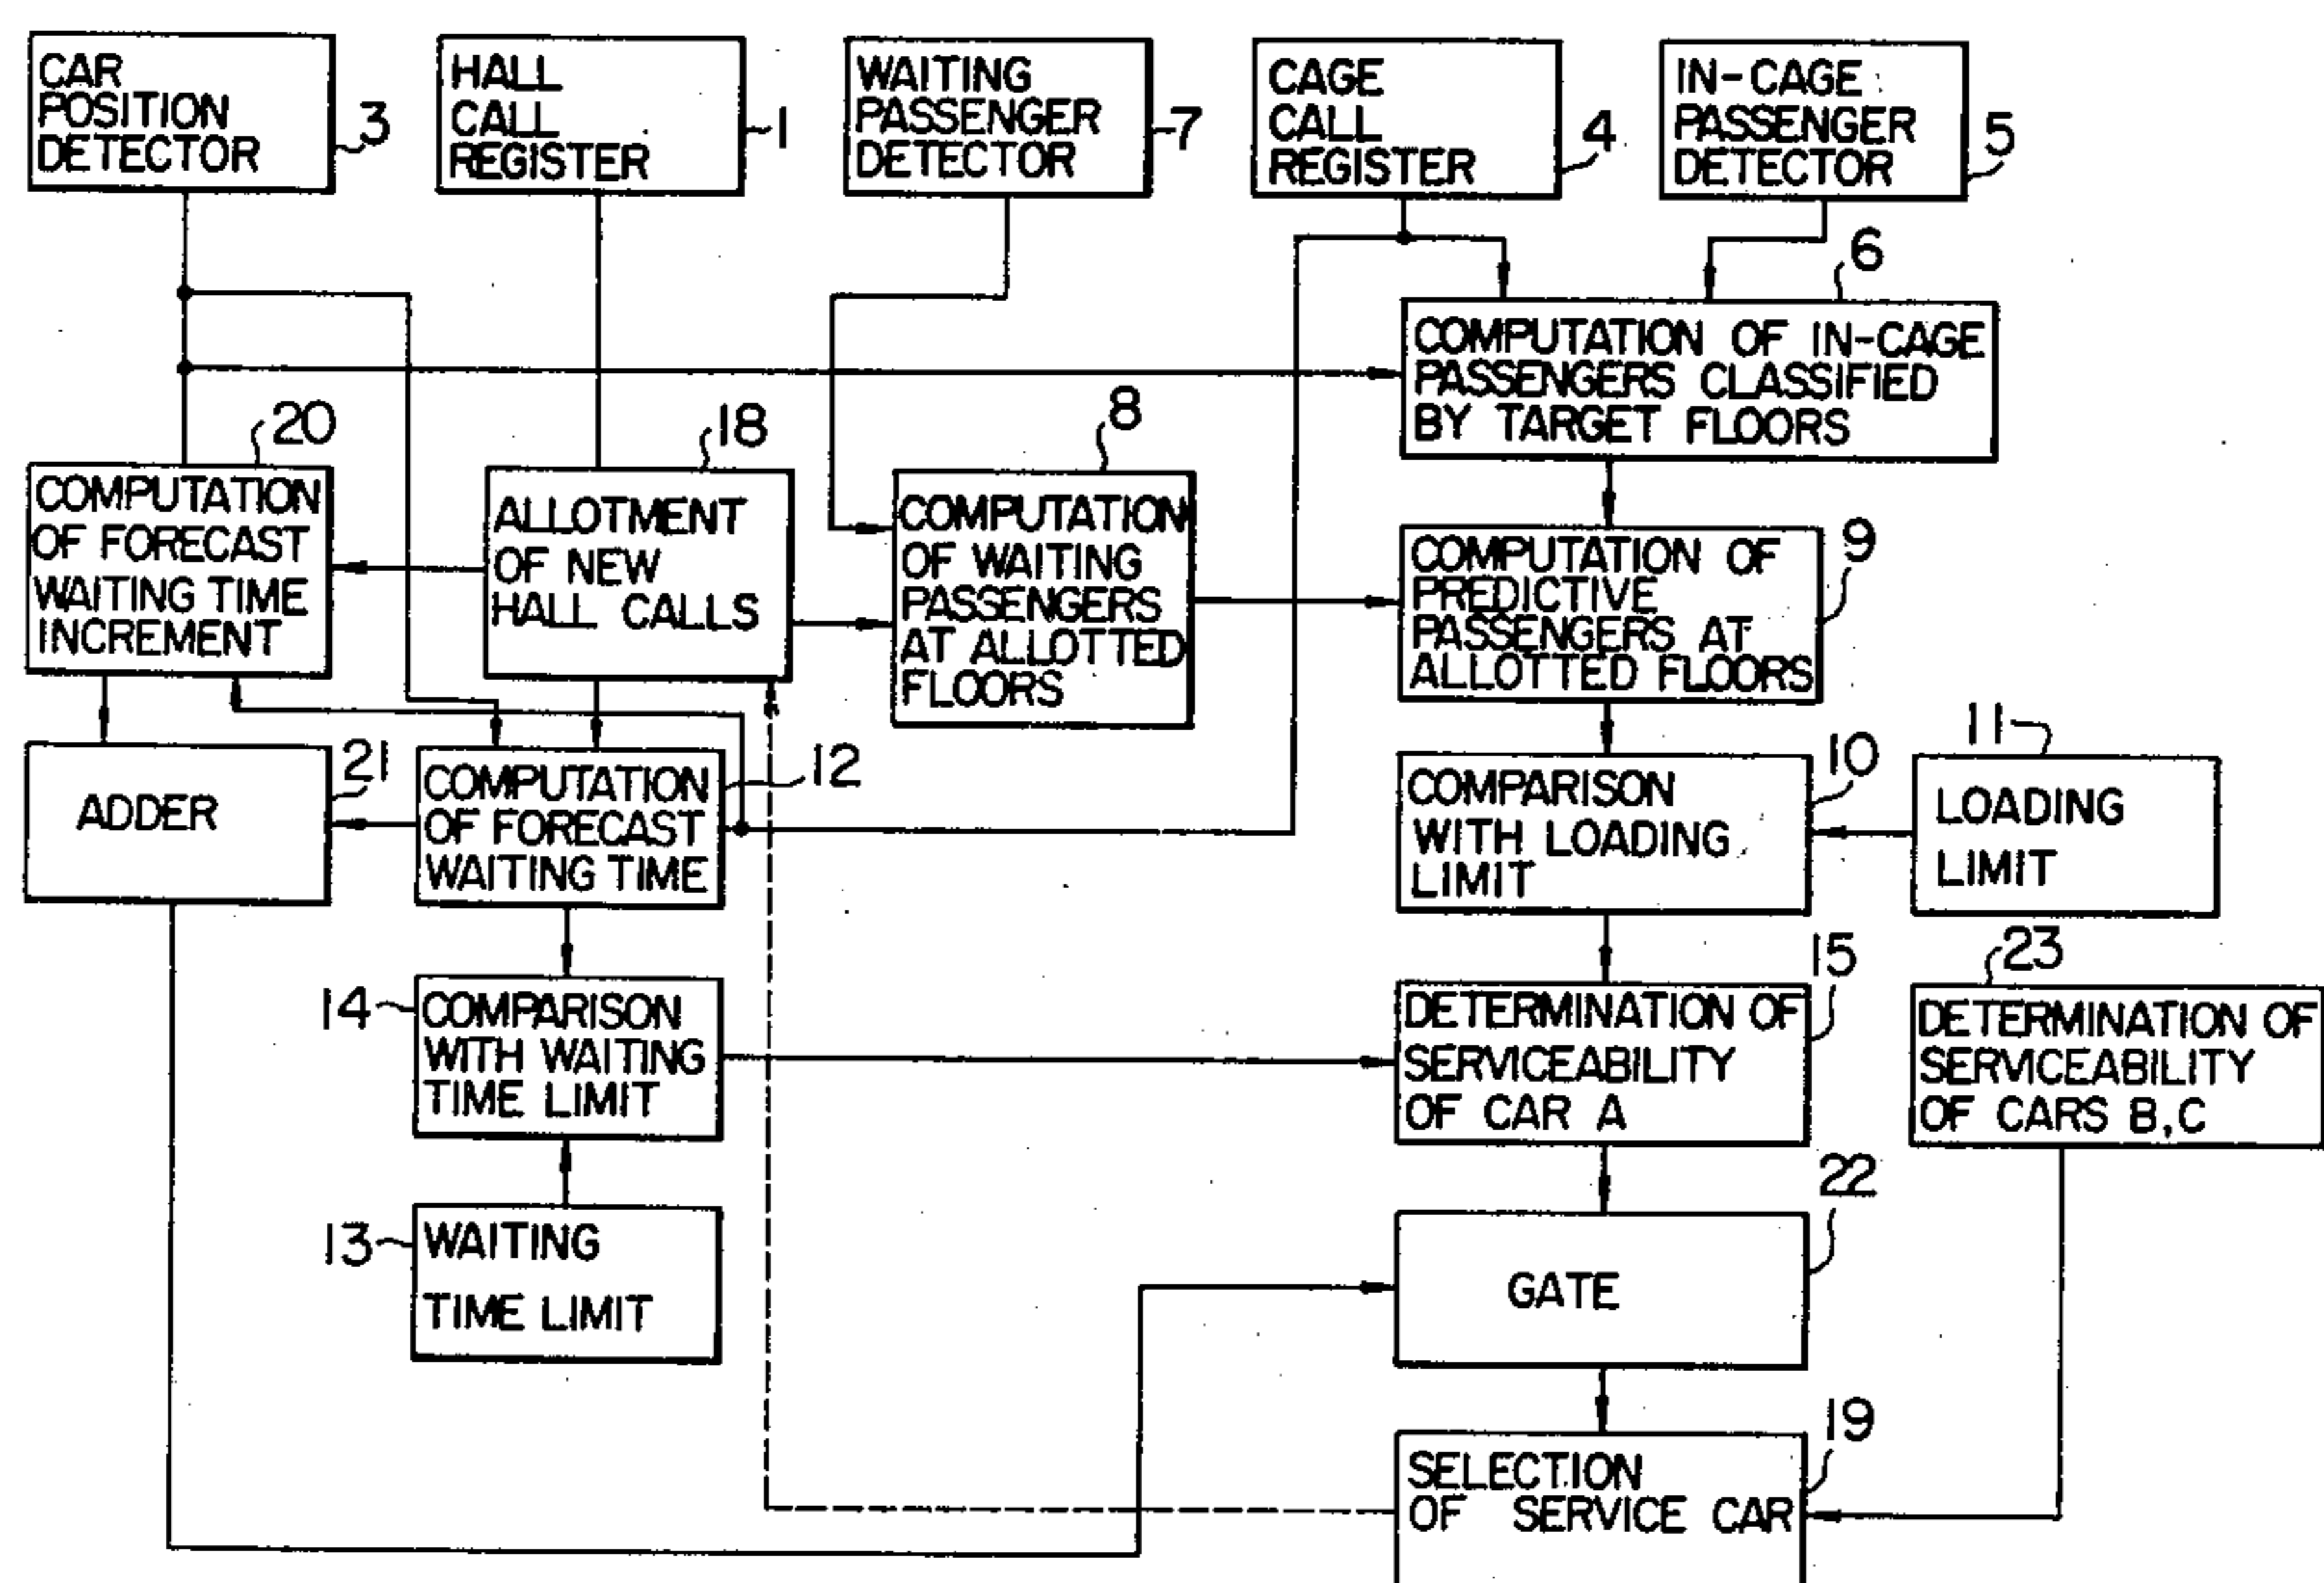 CAR
POSITION
DETECTOR
3
HALL
CALL
REGISTER
1
WAITING
PASSENGER
DETECTOR
7
CAGE
CALL
REGISTER
4
IN-CAGE
PASSENGER
DETECTOR
5
6
COMPUTATION OF IN-CAGE
PASSENGERS CLASSIFIED
BY TARGET FLOORS
20
COMPUTATION
OF FORECAST
WAITING TIME
INCREMENT
18
ALLOTMENT
OF NEW
HALL CALLS
8
COMPUTATION
OF WAITING
PASSENGERS
AT ALLOTTED
FLOORS
9
COMPUTATION OF
PREDICTIVE
PASSENGERS AT
ALLOTTED FLOORS
21
ADDER
12
COMPUTATION
OF FORECAST
WAITING TIME
10
COMPARISON
WITH LOADING
LIMIT
11
LOADING
LIMIT
14
COMPARISON
WITH WAITING
TIME LIMIT
15
DETERMINATION OF
SERVICEABILITY
OF CAR A
23
DETERMINATION OF
SERVICEABILITY
OF CARS B,C
13
WAITING
TIME LIMIT
22
GATE
19
SELECTION
OF SERVICE CAR